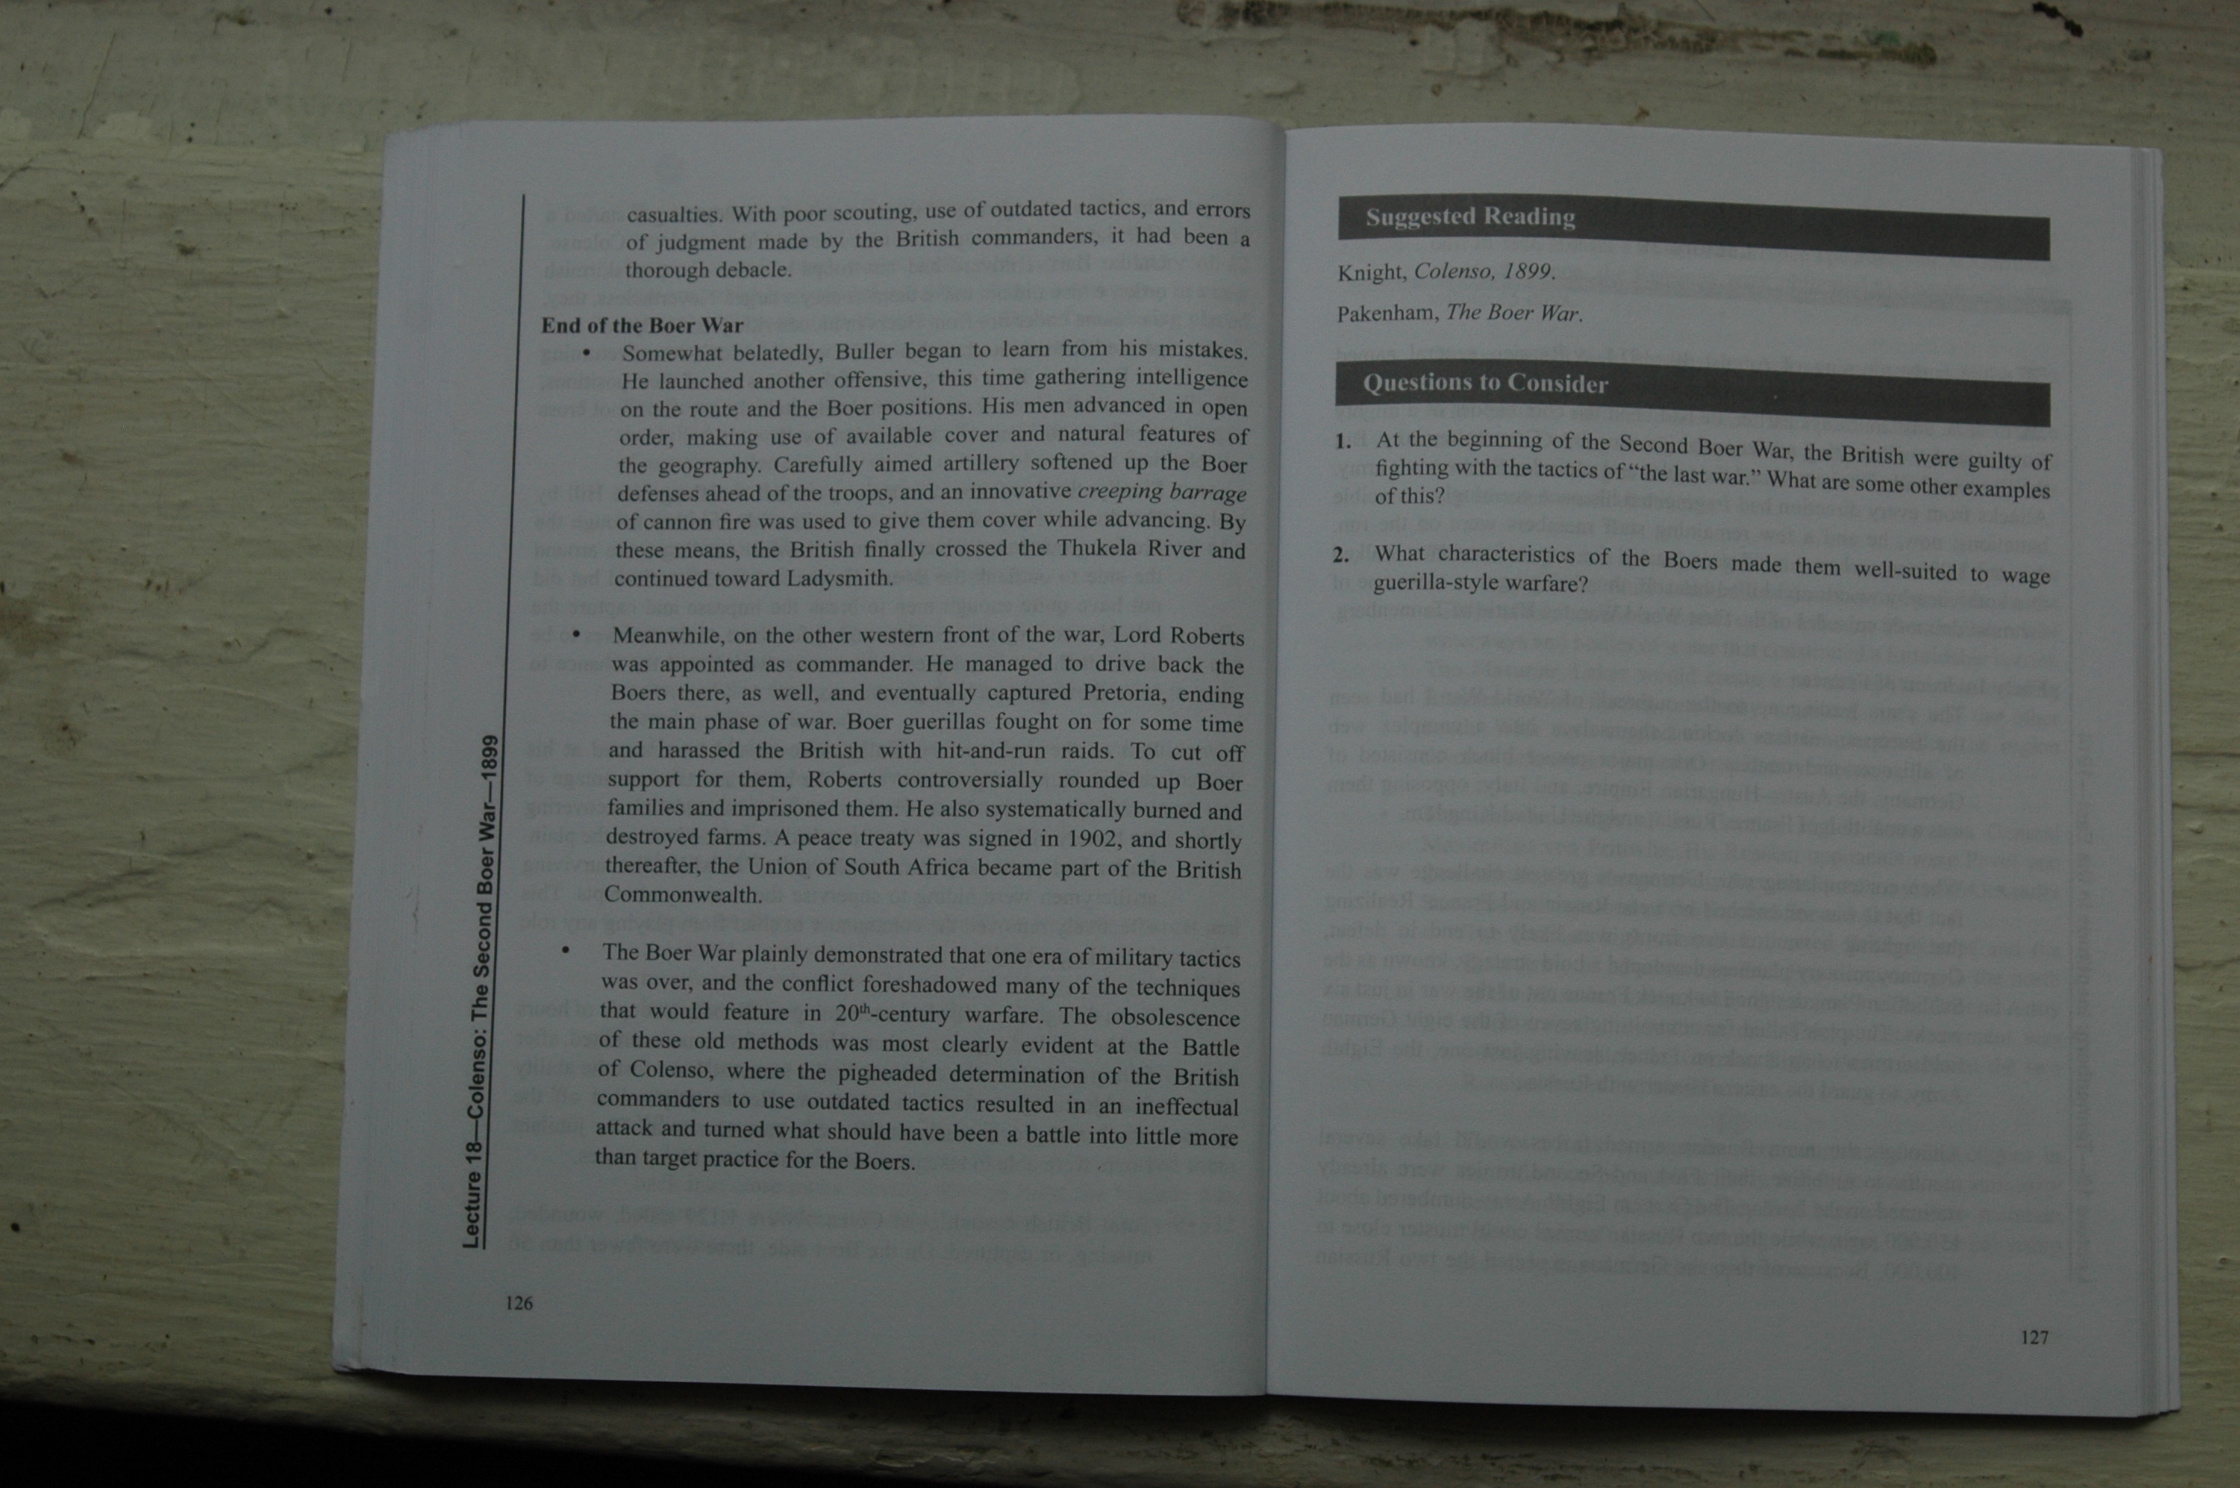 casualties. With poor scouting, use of outdated tactics, and errors
of judgment made by the British commanders, it had been a
thorough debacle.
End of the Boer War
• Somewhat belatedly, Buller began to learn from his mistakes.
He launched another offensive, this time gathering intelligence
on the route and the Boer positions. His men advanced in open
order, making use of available cover and natural features of
the geography. Carefully aimed artillery softened up the Boer
defenses ahead of the troops, and an innovative creeping barrage
of cannon fire was used to give them cover while advancing. By
these means, the British finally crossed the Thukela River and
continued toward Ladysmith.
• Meanwhile, on the other western front of the war, Lord Roberts
was appointed as commander. He managed to drive back the
Boers there, as well, and eventually captured Pretoria, ending
the main phase of war. Boer guerillas fought on for some time
and harassed the British with hit-and-run raids. To cut off
support for them, Roberts controversially rounded up Boer
families and imprisoned them. He also systematically burned and
destroyed farms. A peace treaty was signed in 1902, and shortly
thereafter, the Union of South Africa became part of the British
Commonwealth.
• The Boer War plainly demonstrated that one era of military tactics
was over, and the conflict foreshadowed many of the techniques
that would feature in 20th-century warfare. The obsolescence
of these old methods was most clearly evident at the Battle
of Colenso, where the pigheaded determination of the British
commanders to use outdated tactics resulted in an ineffectual
attack and turned what should have been a battle into little more
than target practice for the Boers.
Lecture 18—Colenso: The Second Boer War—1899
126
Suggested Reading
Knight, Colenso, 1899.
Pakenham, The Boer War.
Questions to Consider
1. At the beginning of the Second Boer War, the British were guilty of
fighting with the tactics of “the last war.” What are some other examples
of this?
2. What characteristics of the Boers made them well-suited to wage
guerilla-style warfare?
127